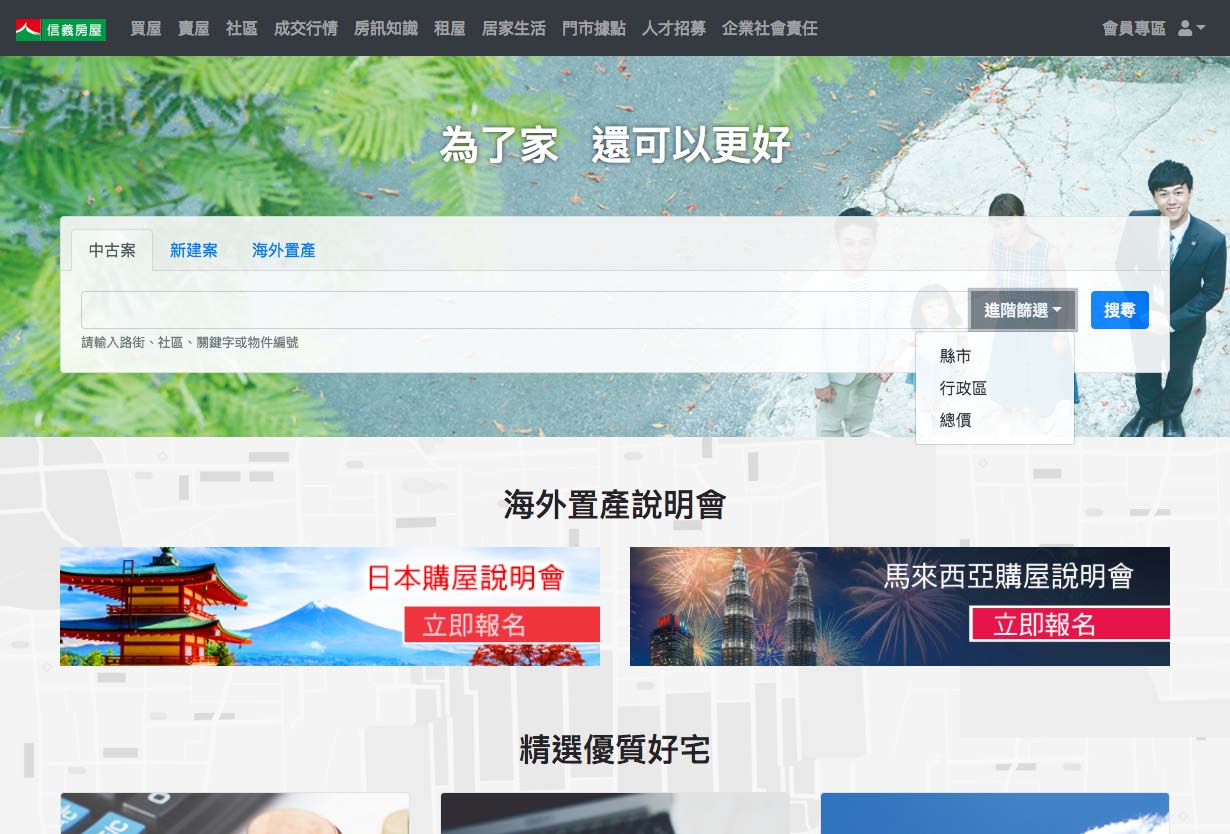 信義房屋 買屋 賣屋 社區 成交行情 房訊知識 租屋 居家生活 門市據點 人才招募 企業社會責任 會員專區
為了家 還可以更好
中古案 新建案 海外置產
進階篩選 搜尋
請輸入路街、社區、關鍵字或物件編號
縣市
行政區
總價
海外置產說明會
日本購屋說明會
立即報名
馬來西亞購屋說明會
立即報名
精選優質好宅